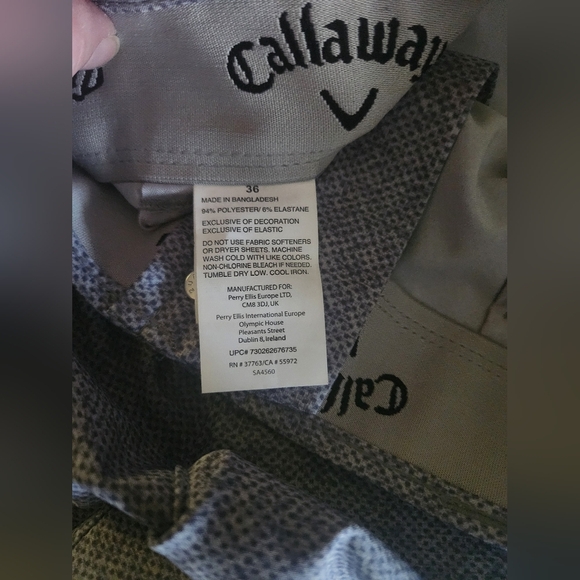 Callaway
36
MADE IN BANGLADESH
94% POLYESTER/ 6% ELASTANE
EXCLUSIVE OF DECORATION
EXCLUSIVE OF ELASTIC
DO NOT USE FABRIC SOFTENERS
OR DRYER SHEETS. MACHINE
WASH COLD WITH LIKE COLORS.
NON-CHLORINE BLEACH IF NEEDED.
TUMBLE DRY LOW. COOL IRON.
MANUFACTURED FOR:
Perry Ellis Europe LTD,
CM8 3DJ, UK
Perry Ellis International Europe
Olympic House
Pleasants Street
Dublin 8, Ireland
UPC# 730262676735
RN # 37763/CA # 55972
SA4560
Call